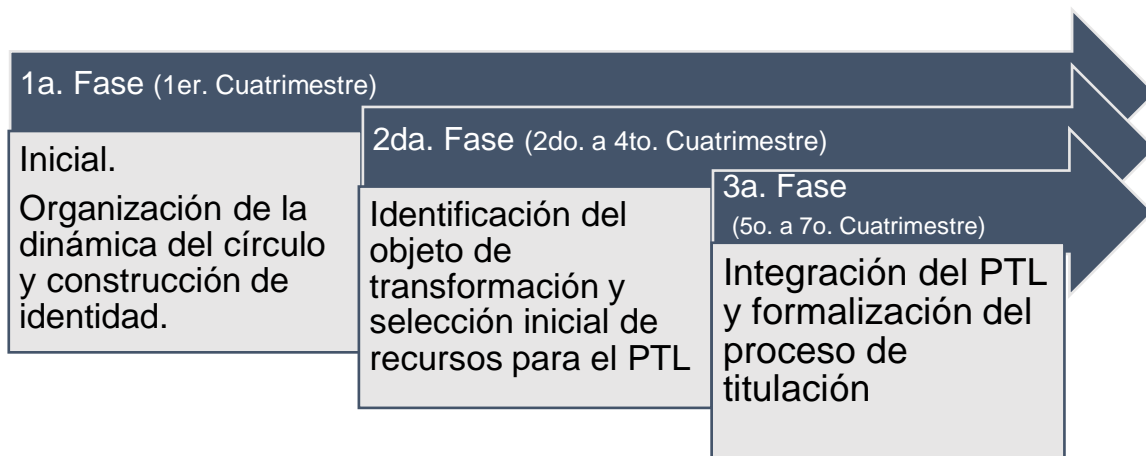 1a. Fase (1er. Cuatrimestre)
Inicial.
Organización de la
dinámica del círculo
y construcción de
identidad.
2da. Fase (2do. a 4to. Cuatrimestre)
Identificación del
objeto de
transformación y
selección inicial de
recursos para el PTL
3a. Fase
(5o. a 7o. Cuatrimestre)
Integración del PTL
y formalización del
proceso de
titulación